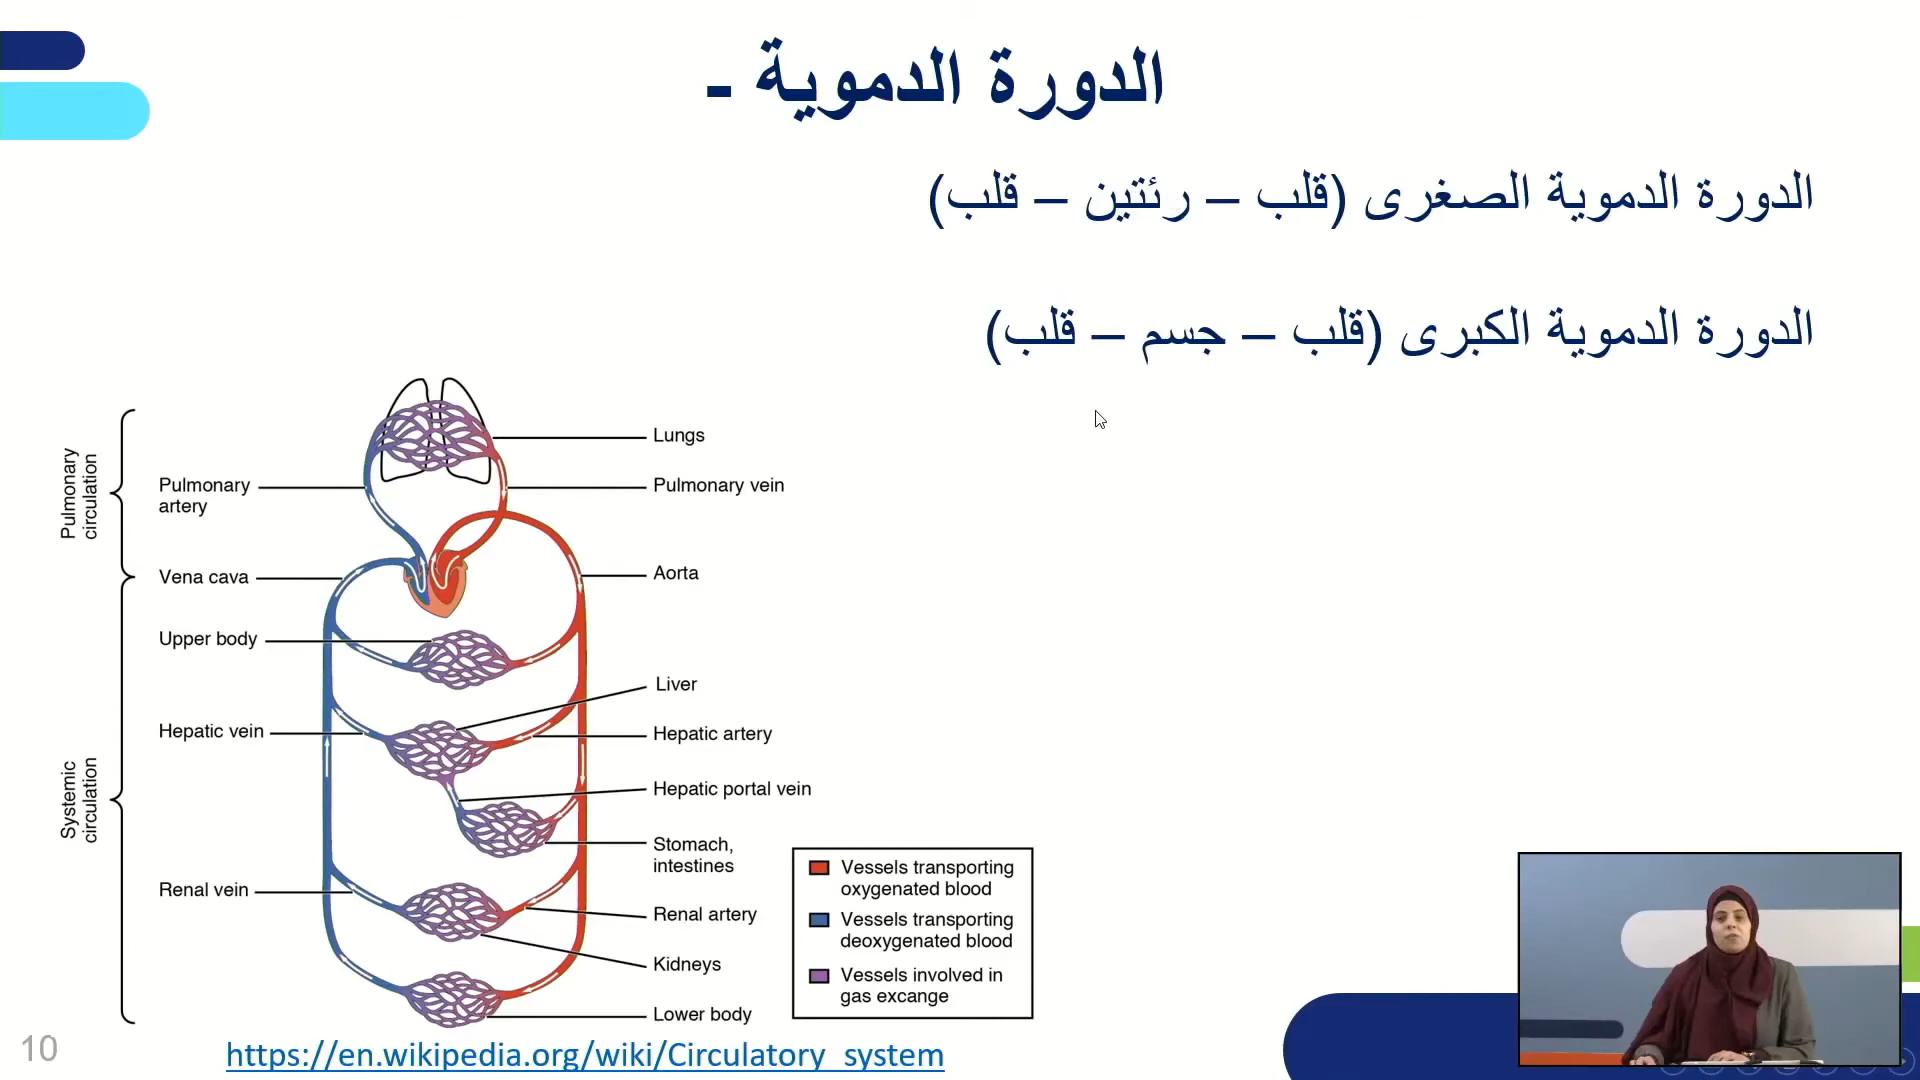 الدورة الدموية -
الدورة الدموية الصغرى (قلب – رئتين – قلب)
الدورة الدموية الكبرى (قلب – جسم – قلب)
Pulmonary
circulation
Systemic
circulation
Lungs
Pulmonary
artery
Pulmonary vein
Vena cava
Aorta
Upper body
Liver
Hepatic vein
Hepatic artery
Hepatic portal vein
Stomach,
intestines
Renal vein
Renal artery
Kidneys
Lower body
Vessels transporting
oxygenated blood
Vessels transporting
deoxygenated blood
Vessels involved in
gas excange
10
https://en.wikipedia.org/wiki/Circulatory_system